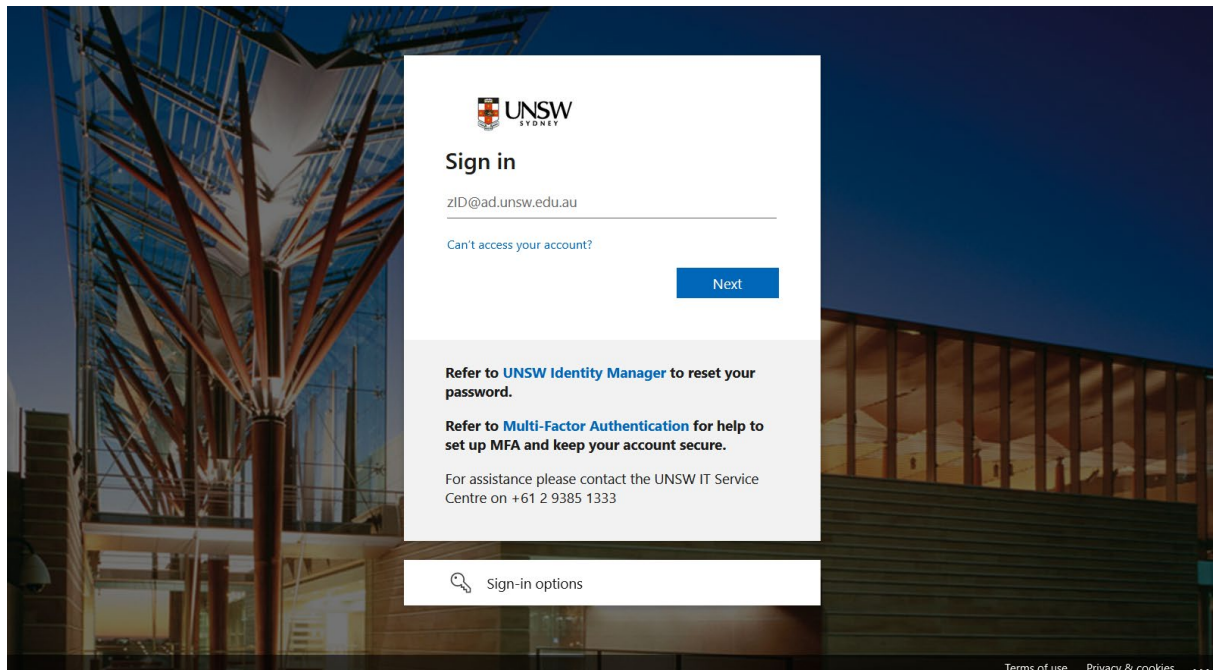 UNSW
SYDNEY
Sign in
zID@ad.unsw.edu.au
Can't access your account?
Next
Refer to UNSW Identity Manager to reset your
password.
Refer to Multi-Factor Authentication for help to
set up MFA and keep your account secure.
For assistance please contact the UNSW IT Service
Centre on +61 2 9385 1333
Sign-in options
Terms of use Privacy & cookies ...